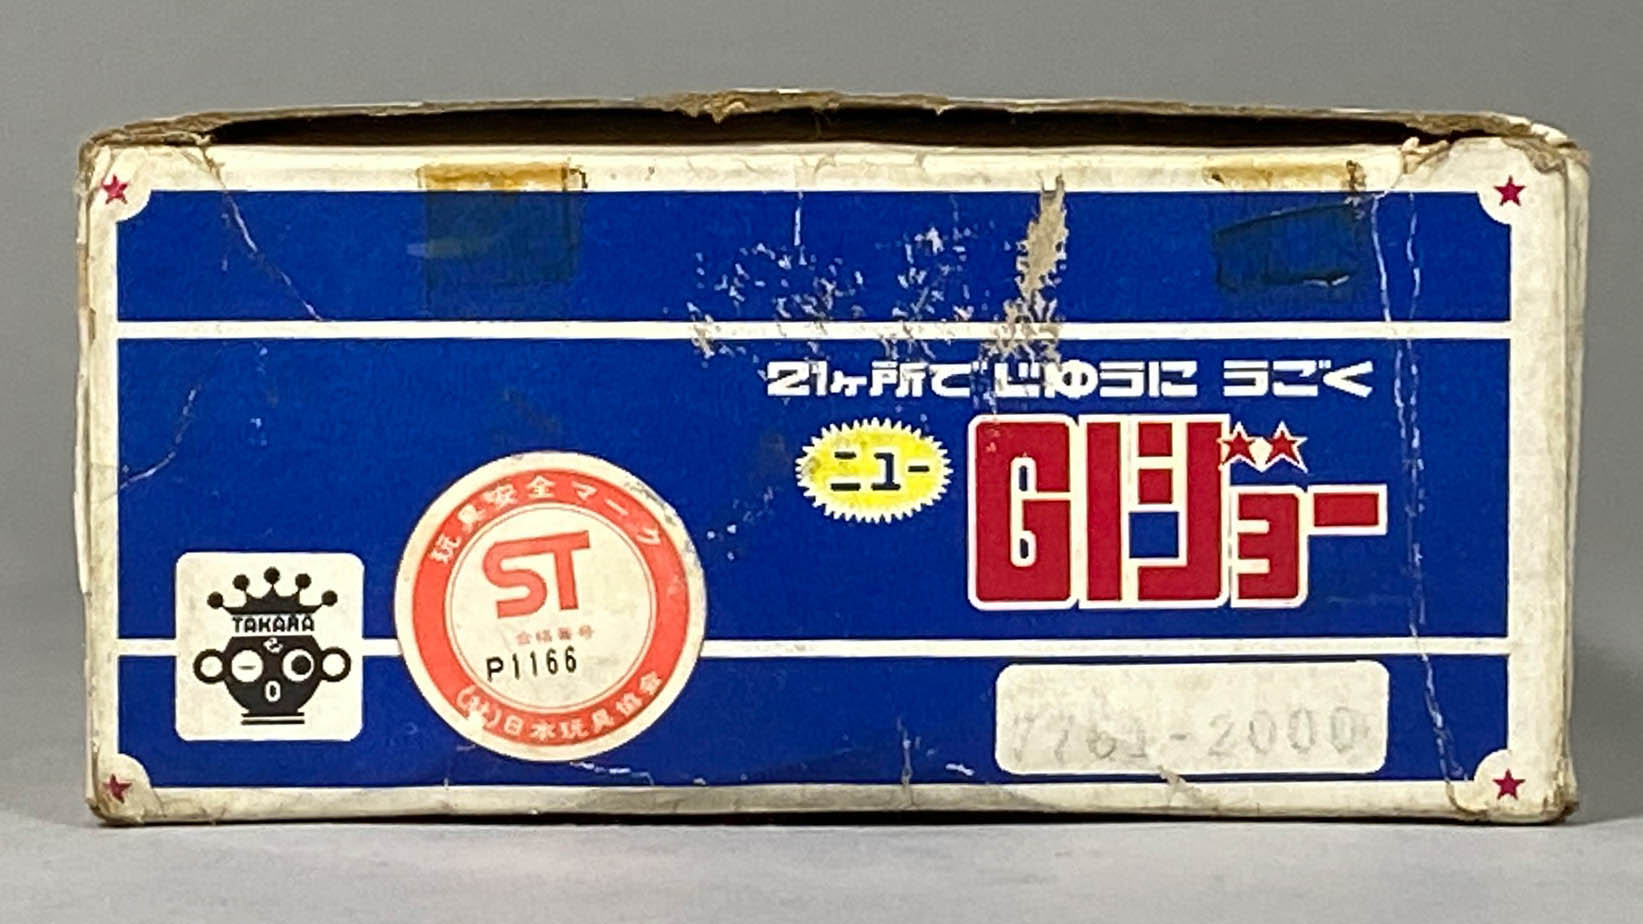 21ヶ所で じゆうに うごく
ニュー
GIジョー
玩具安全マーク
ST
合格番号
P1166
(社)日本玩具協会
TAKARA
7761-2000